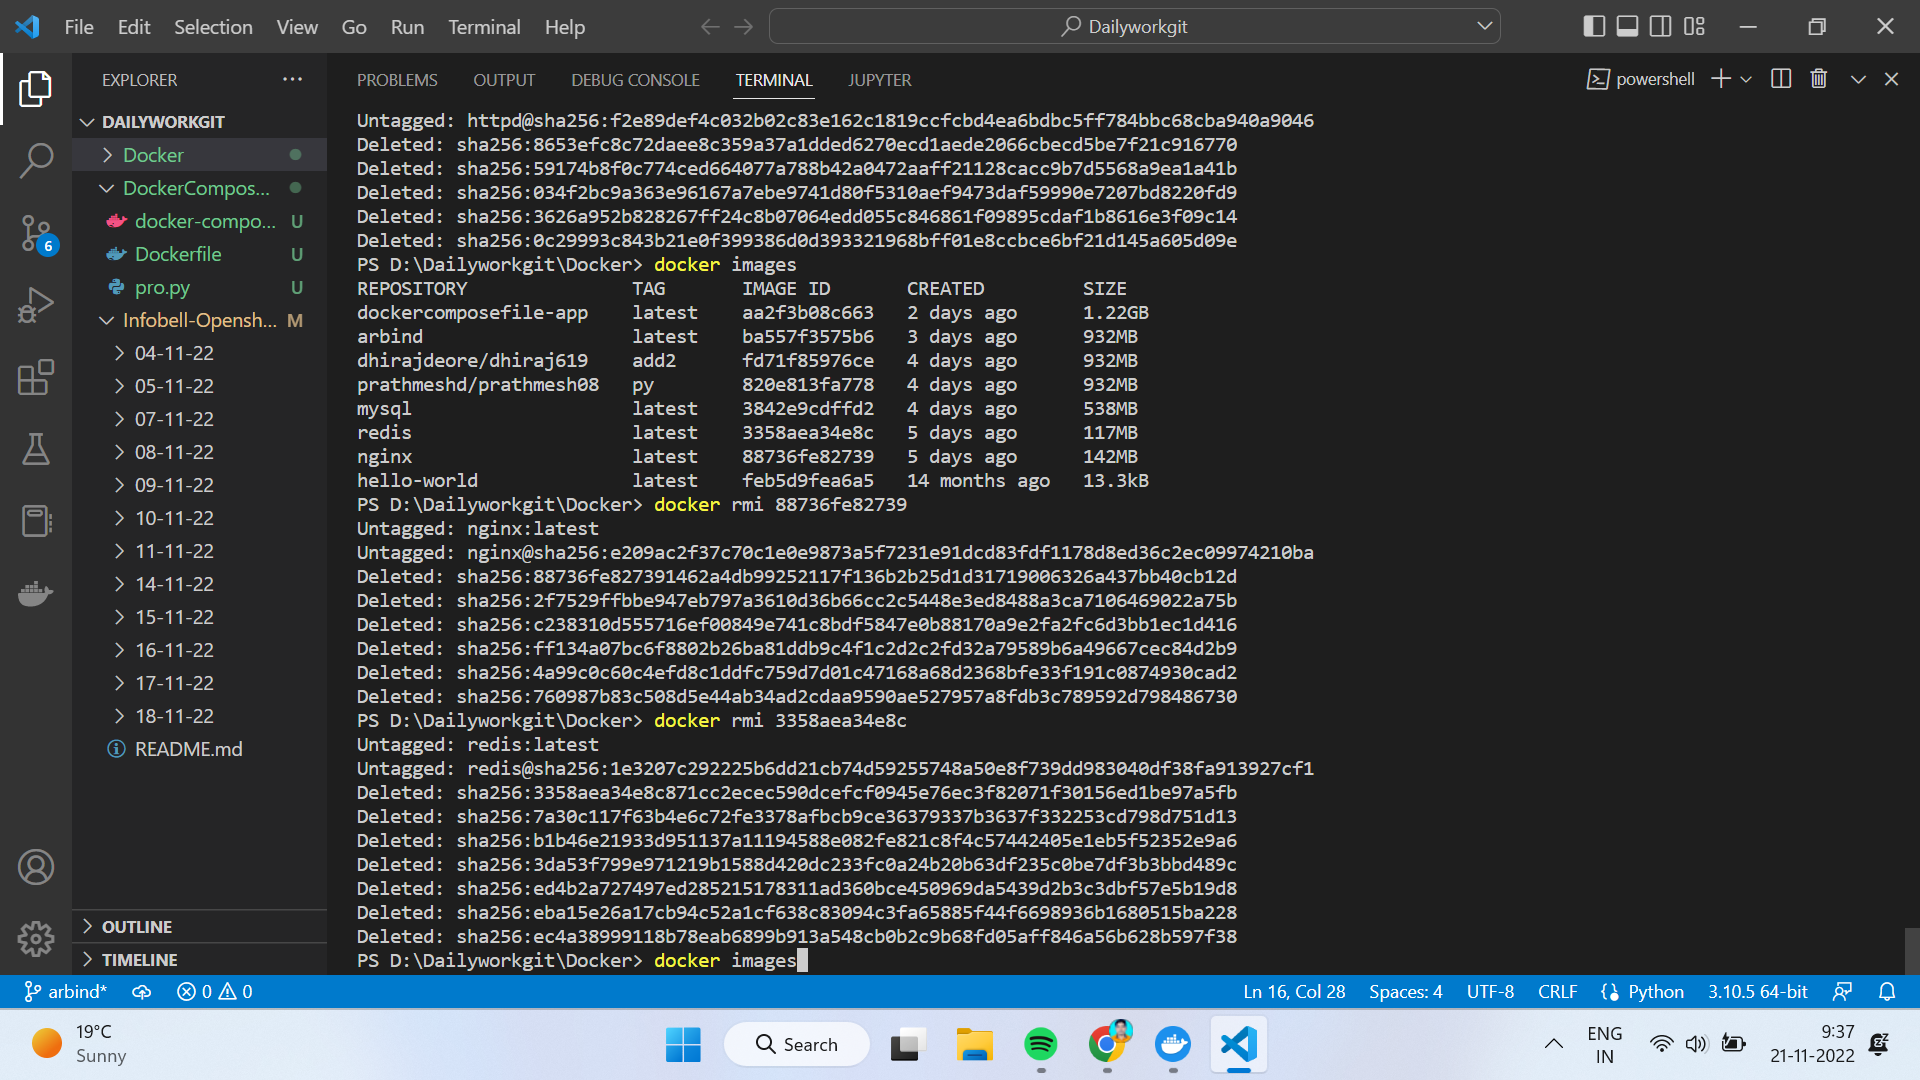 File Edit Selection View Go Run Terminal Help
Dailyworkgit
EXPLORER
DAILYWORKGIT
Docker
DockerCompos...
docker-compo... U
Dockerfile U
pro.py U
Infobell-Opensh... M
04-11-22
05-11-22
07-11-22
08-11-22
09-11-22
10-11-22
11-11-22
14-11-22
15-11-22
16-11-22
17-11-22
18-11-22
README.md
OUTLINE
TIMELINE
6
PROBLEMS OUTPUT DEBUG CONSOLE TERMINAL JUPYTER
powershell
Untagged: httpd@sha256:f2e89def4c032b02c83e162c1819ccfcbd4ea6bdbc5ff784bbc68cba940a9046
Deleted: sha256:8653efc8c72daee8c359a37a1dded6270ecd1aede2066cbecd5be7f21c916770
Deleted: sha256:59174b8f0c774ced664077a788b42a0472aaff21128cacc9b7d5568a9ea1a41b
Deleted: sha256:034f2bc9a363e96167a7ebe9741d80f5310aef9473daf59990e7207bd8220fd9
Deleted: sha256:3626a952b828267ff24c8b07064edd055c846861f09895cdaf1b8616e3f09c14
Deleted: sha256:0c29993c843b21e0f399386d0d393321968bff01e8ccbce6bf21d145a605d09e
PS D:\Dailyworkgit\Docker> docker images
REPOSITORY TAG IMAGE ID CREATED SIZE
dockercomposefile-app latest aa2f3b08c663 2 days ago 1.22GB
arbind latest ba557f3575b6 3 days ago 932MB
dhirajdeore/dhiraj619 add2 fd71f85976ce 4 days ago 932MB
prathmeshd/prathmesh08 py 820e813fa778 4 days ago 932MB
mysql latest 3842e9cdffd2 4 days ago 538MB
redis latest 3358aea34e8c 5 days ago 117MB
nginx latest 88736fe82739 5 days ago 142MB
hello-world latest feb5d9fea6a5 14 months ago 13.3kB
PS D:\Dailyworkgit\Docker> docker rmi 88736fe82739
Untagged: nginx:latest
Untagged: nginx@sha256:e209ac2f37c70c1e0e9873a5f7231e91dcd83fdf1178d8ed36c2ec09974210ba
Deleted: sha256:88736fe827391462a4db99252117f136b2b25d1d31719006326a437bb40cb12d
Deleted: sha256:2f7529ffbbe947eb797a3610d36b66cc2c5448e3ed8488a3ca7106469022a75b
Deleted: sha256:c238310d555716ef00849e741c8bdf5847e0b88170a9e2fa2fc6d3bb1ec1d416
Deleted: sha256:ff134a07bc6f8802b26ba81ddb9c4f1c2d2c2fd32a79589b6a49667cec84d2b9
Deleted: sha256:4a99c0c60c4efd8c1ddfc759d7d01c47168a68d2368bfe33f191c0874930cad2
Deleted: sha256:760987b83c508d5e44ab34ad2cdaa9590ae527957a8fdb3c789592d798486730
PS D:\Dailyworkgit\Docker> docker rmi 3358aea34e8c
Untagged: redis:latest
Untagged: redis@sha256:1e3207c292225b6dd21cb74d59255748a50e8f739dd983040df38fa913927cf1
Deleted: sha256:3358aea34e8c871cc2ecec590dcefcf0945e76ec3f82071f30156ed1be97a5fb
Deleted: sha256:7a30c117f63b4e6c72fe3378afbcb9ce36379337b3637f332253cd798d751d13
Deleted: sha256:b1b46e21933d951137a11194588e082fe821c8f4c57442405e1eb5f52352e9a6
Deleted: sha256:3da53f799e971219b1588d420dc233fc0a24b20b63df235c0be7df3b3bbd489c
Deleted: sha256:ed4b2a727497ed285215178311ad360bce450969da5439d2b3c3dbf57e5b19d8
Deleted: sha256:eba15e26a17cb94c52a1cf638c83094c3fa65885f44f6698936b1680515ba228
Deleted: sha256:ec4a38999118b78eab6899b913a548cb0b2c9b68fd05aff846a56b628b597f38
PS D:\Dailyworkgit\Docker> docker images
arbind* 0 0 Ln 16, Col 28 Spaces: 4 UTF-8 CRLF Python 3.10.5 64-bit
19°C
Sunny
Search
ENG
IN
9:37
21-11-2022